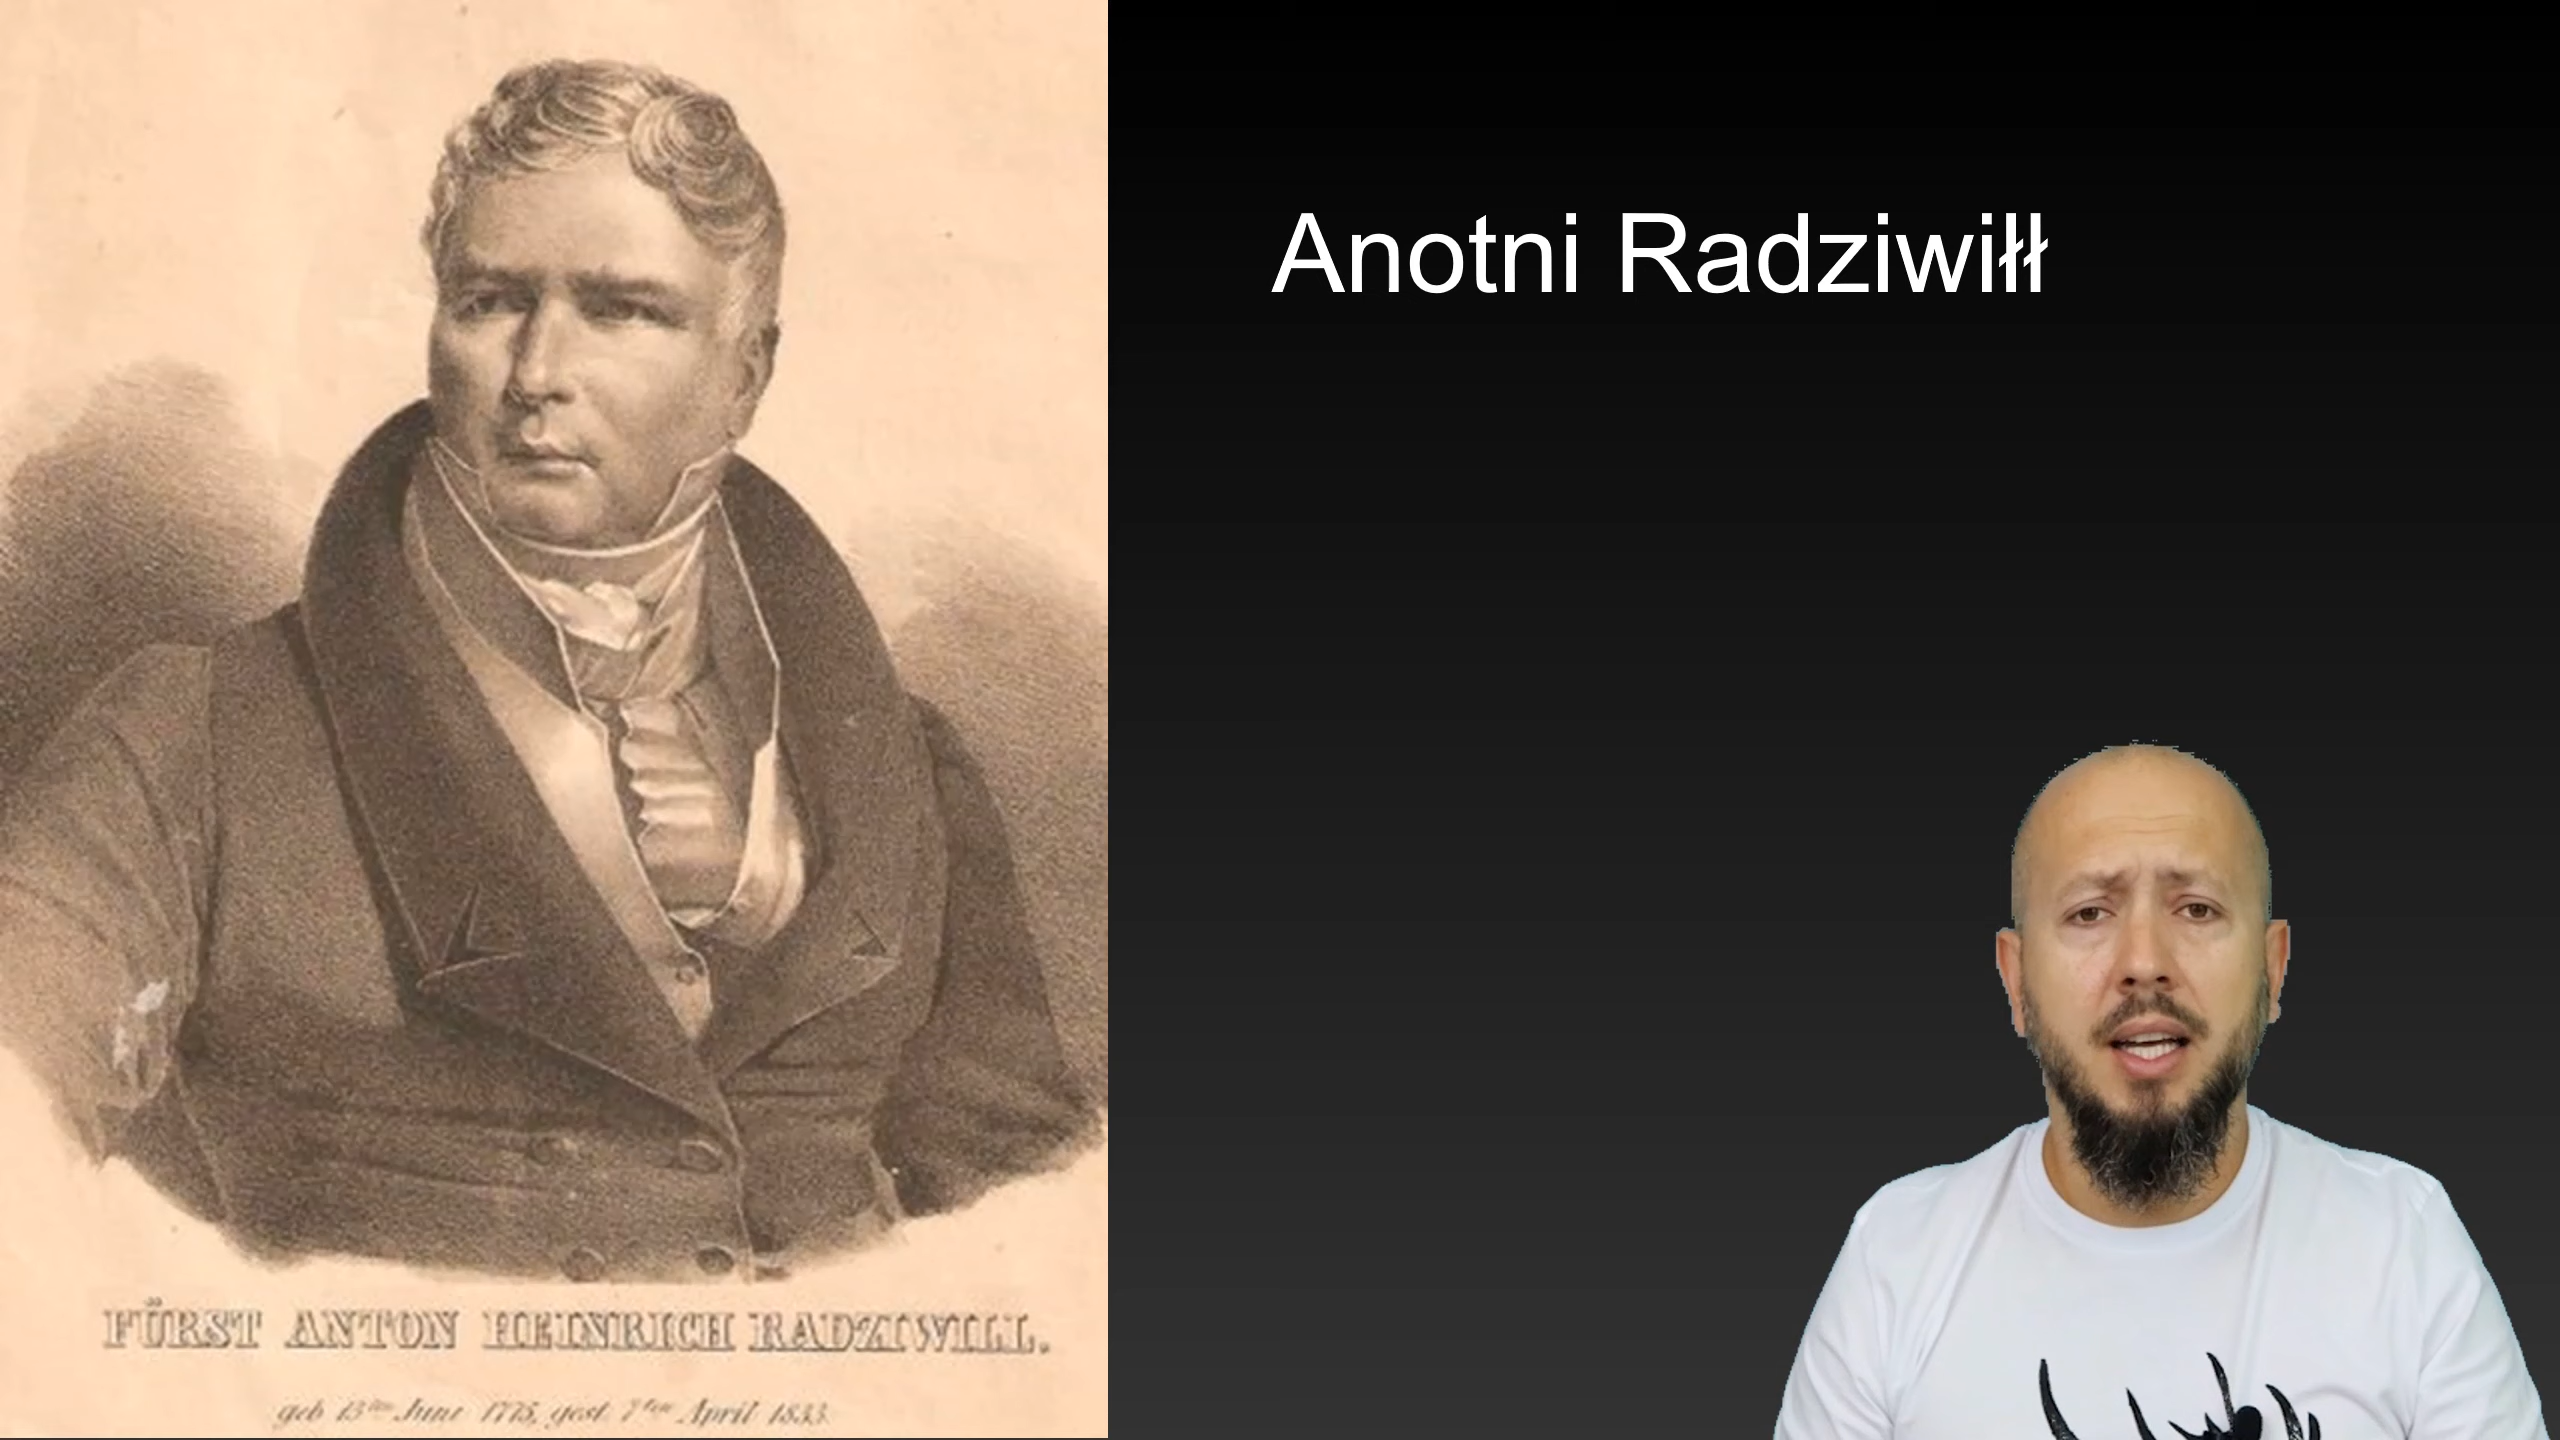 Anotni Radziwiłł
FÜRST ANTON HEINRICH RADZIWILL.
geb 13ten Juni 1775, gest. 7ten April 1833.